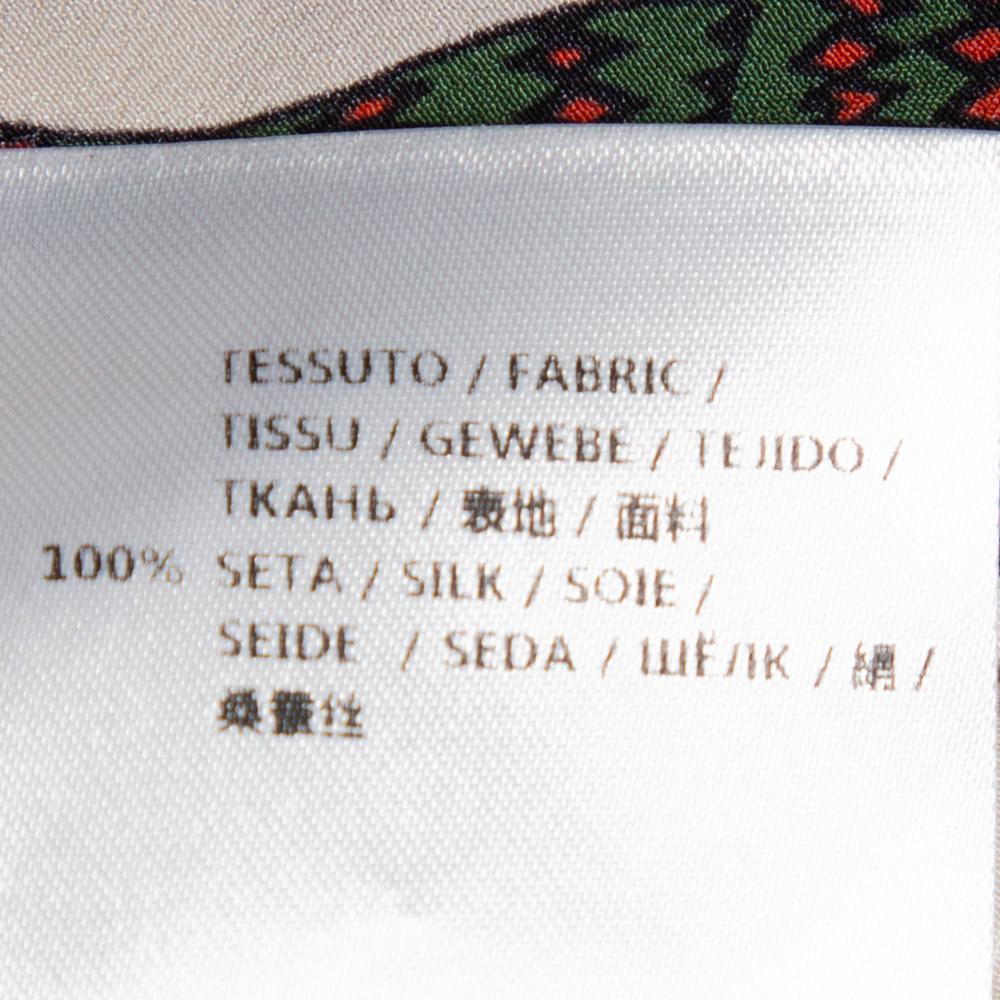 TESSUTO / FABRIC /
TISSU / GEWEBE / TEJIDO /
ТКАНЬ / 表地 / 面料
100% SETA / SILK / SOIE /
SEIDE / SEDA / ШЁЛК / 絹 /
桑蚕丝